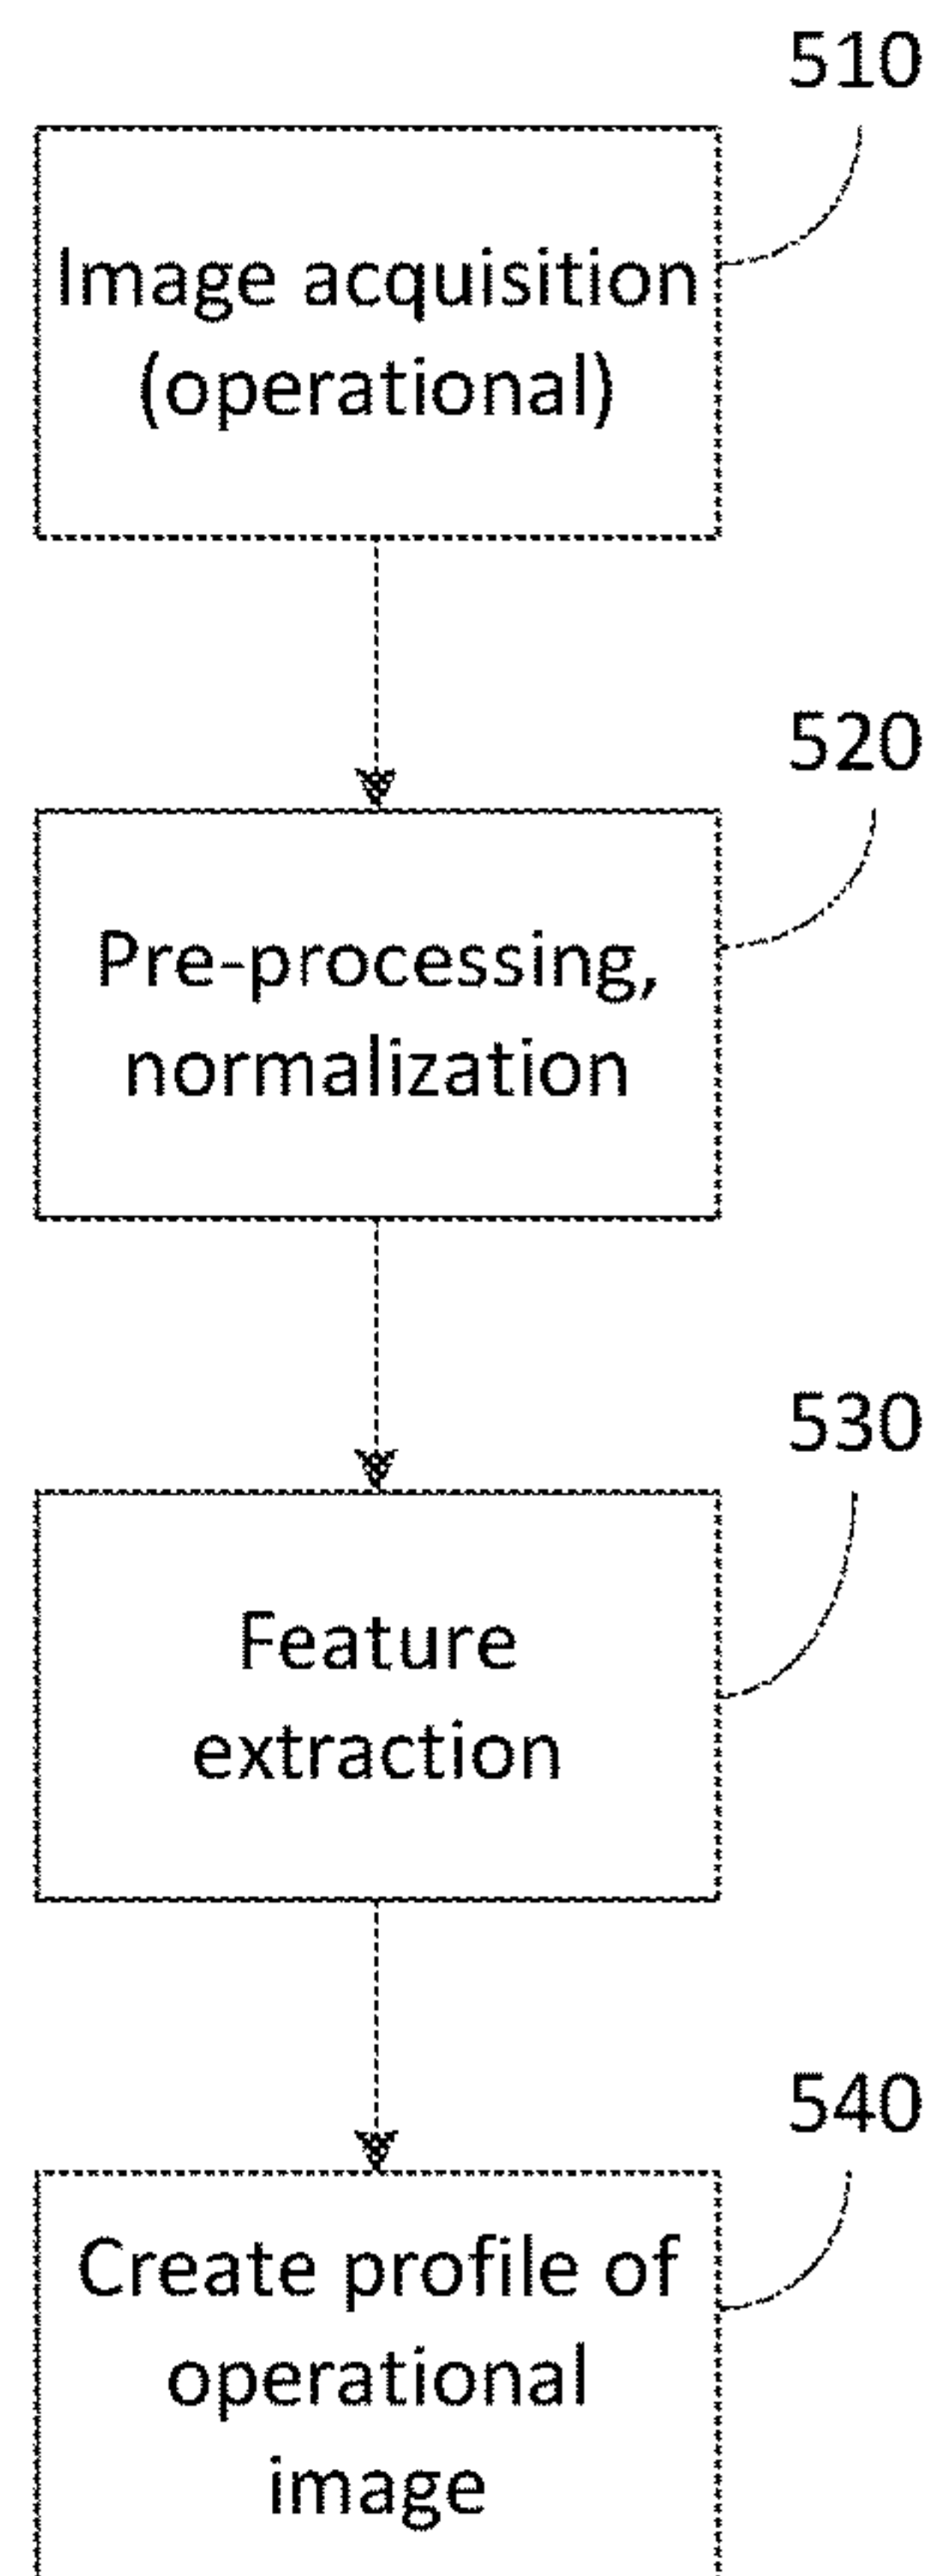 510
Image acquisition
(operational)
520
Pre-processing,
normalization
530
Feature
extraction
540
Create profile of
operational
image